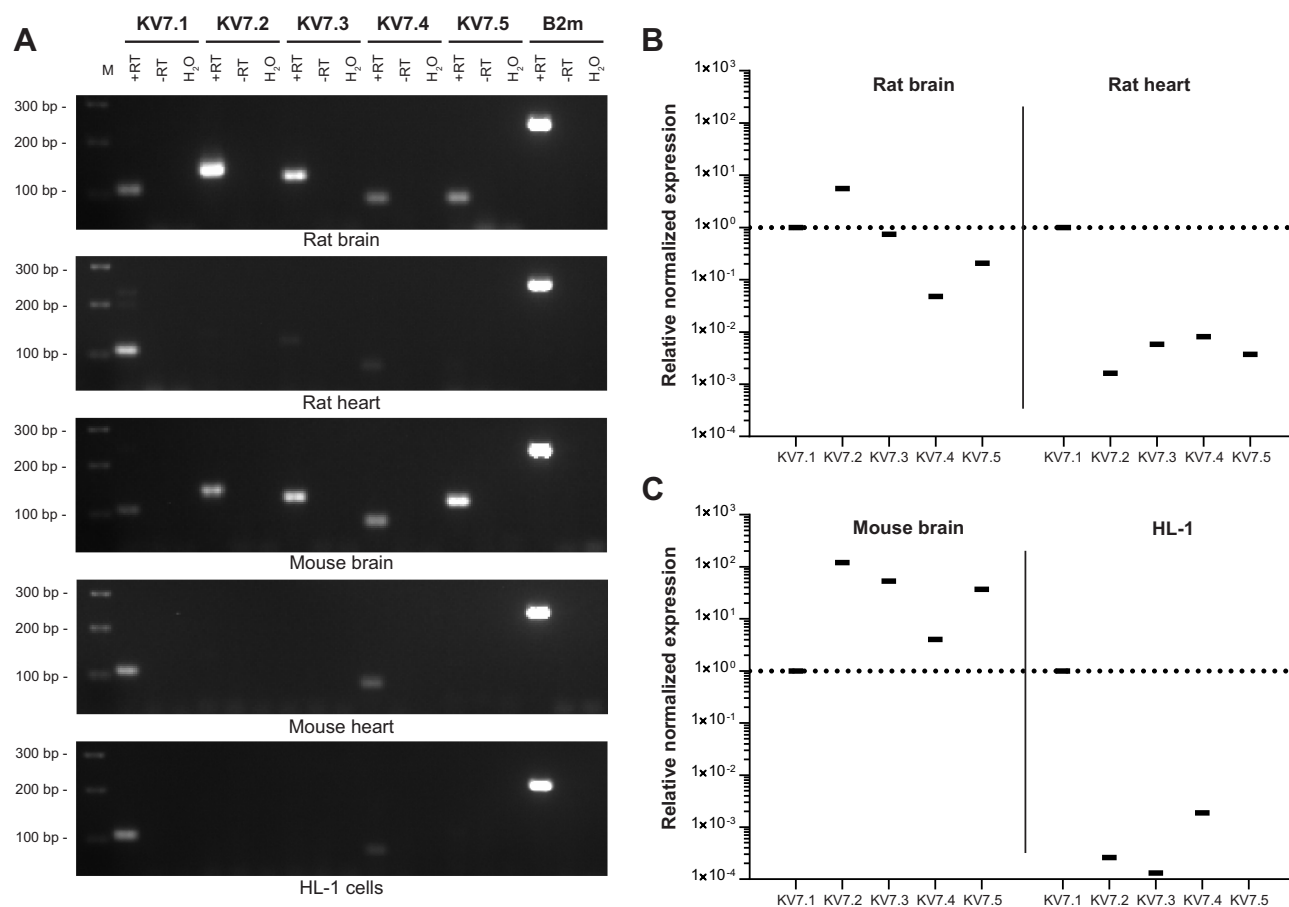 A
KV7.1 KV7.2 KV7.3 KV7.4 KV7.5 B2m
M +RT -RT H₂O +RT -RT H₂O +RT -RT H₂O +RT -RT H₂O +RT -RT H₂O +RT -RT H₂O
300 bp -
200 bp -
100 bp -
Rat brain
300 bp -
200 bp -
100 bp -
Rat heart
300 bp -
200 bp -
100 bp -
Mouse brain
300 bp -
200 bp -
100 bp -
Mouse heart
300 bp -
200 bp -
100 bp -
HL-1 cells
B
Relative normalized expression
Rat brain Rat heart
1×10³
1×10²
1×10¹
1×10⁰
1×10⁻¹
1×10⁻²
1×10⁻³
1×10⁻⁴
KV7.1 KV7.2 KV7.3 KV7.4 KV7.5 KV7.1 KV7.2 KV7.3 KV7.4 KV7.5
C
Relative normalized expression
Mouse brain HL-1
1×10³
1×10²
1×10¹
1×10⁰
1×10⁻¹
1×10⁻²
1×10⁻³
1×10⁻⁴
KV7.1 KV7.2 KV7.3 KV7.4 KV7.5 KV7.1 KV7.2 KV7.3 KV7.4 KV7.5